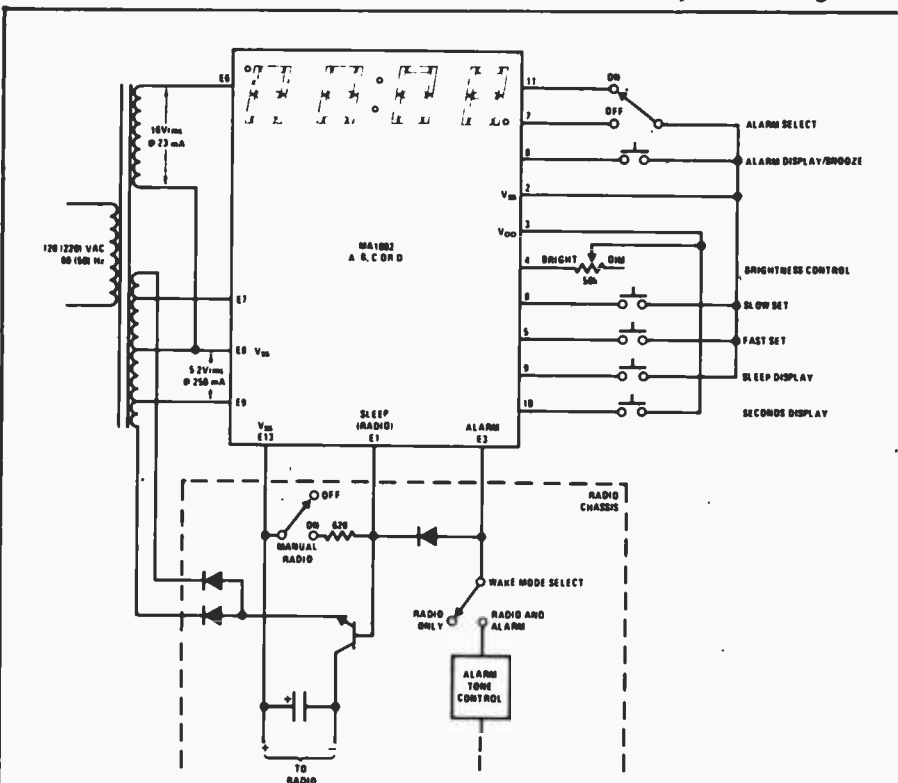 E6
11
ON
16Vrms
@ 23 mA
7
OFF
ALARM SELECT
8
ALARM DISPLAY/SNOOZE
VSS
2
3
VDD
120 (220) VAC
60 (50) Hz
MA1002
A B, C OR D
4
BRIGHT
DIM
50k
BRIGHTNESS CONTROL
SLOW SET
E7
5
FAST SET
E8
VSS
5 2Vrms
@ 250 mA
9
SLEEP DISPLAY
E9
10
SECONDS DISPLAY
VSS
E13
SLEEP
(RADIO)
E1
ALARM
E3
OFF
RADIO
CHASSIS
ON
620
MANUAL
RADIO
WAKE MODE SELECT
RADIO
ONLY
RADIO AND
ALARM
ALARM
TONE
CONTROL
+
+
−
TO
RADIO